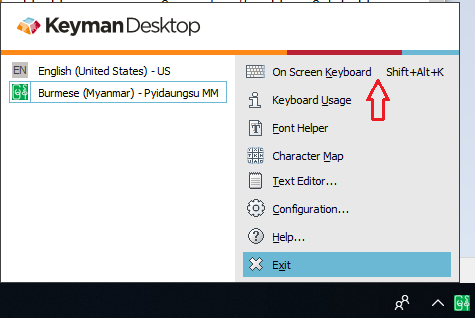 Keyman Desktop
EN English (United States) - US
Burmese (Myanmar) - Pyidaungsu MM
On Screen Keyboard Shift+Alt+K
Keyboard Usage
Font Helper
Character Map
Text Editor...
Configuration...
Help...
Exit